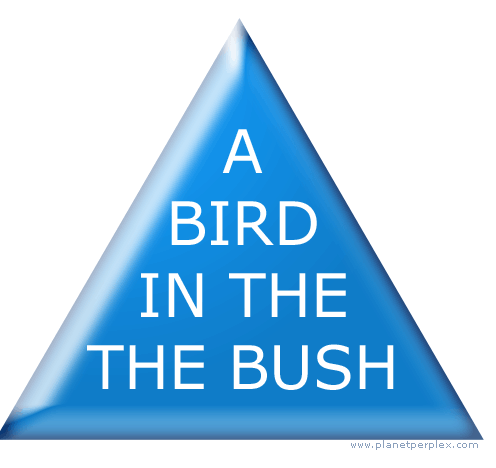 A
BIRD
IN THE
THE BUSH
www.planetperplex.com